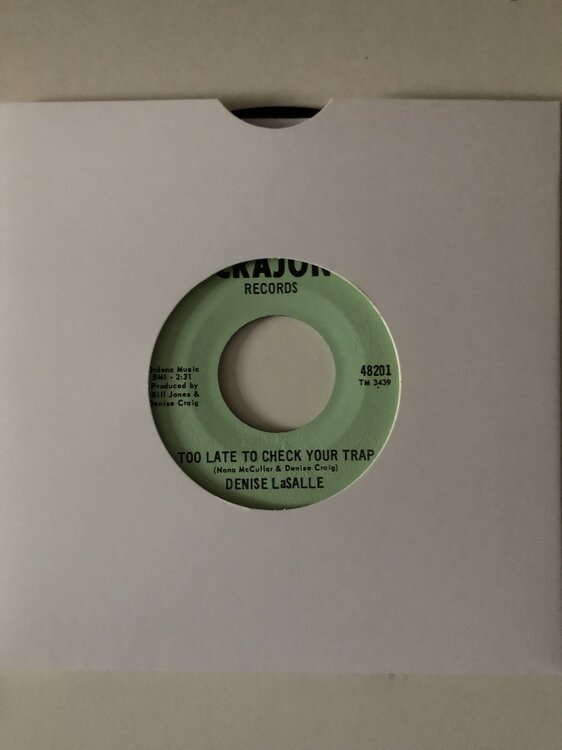 CRAJON
RECORDS
Ordena Music
BMI - 2:31
Produced by
Bill Jones &
Denise Craig
48201
TM 3439
TOO LATE TO CHECK YOUR TRAP
(Nona McCullor & Denise Craig)
DENISE LaSALLE